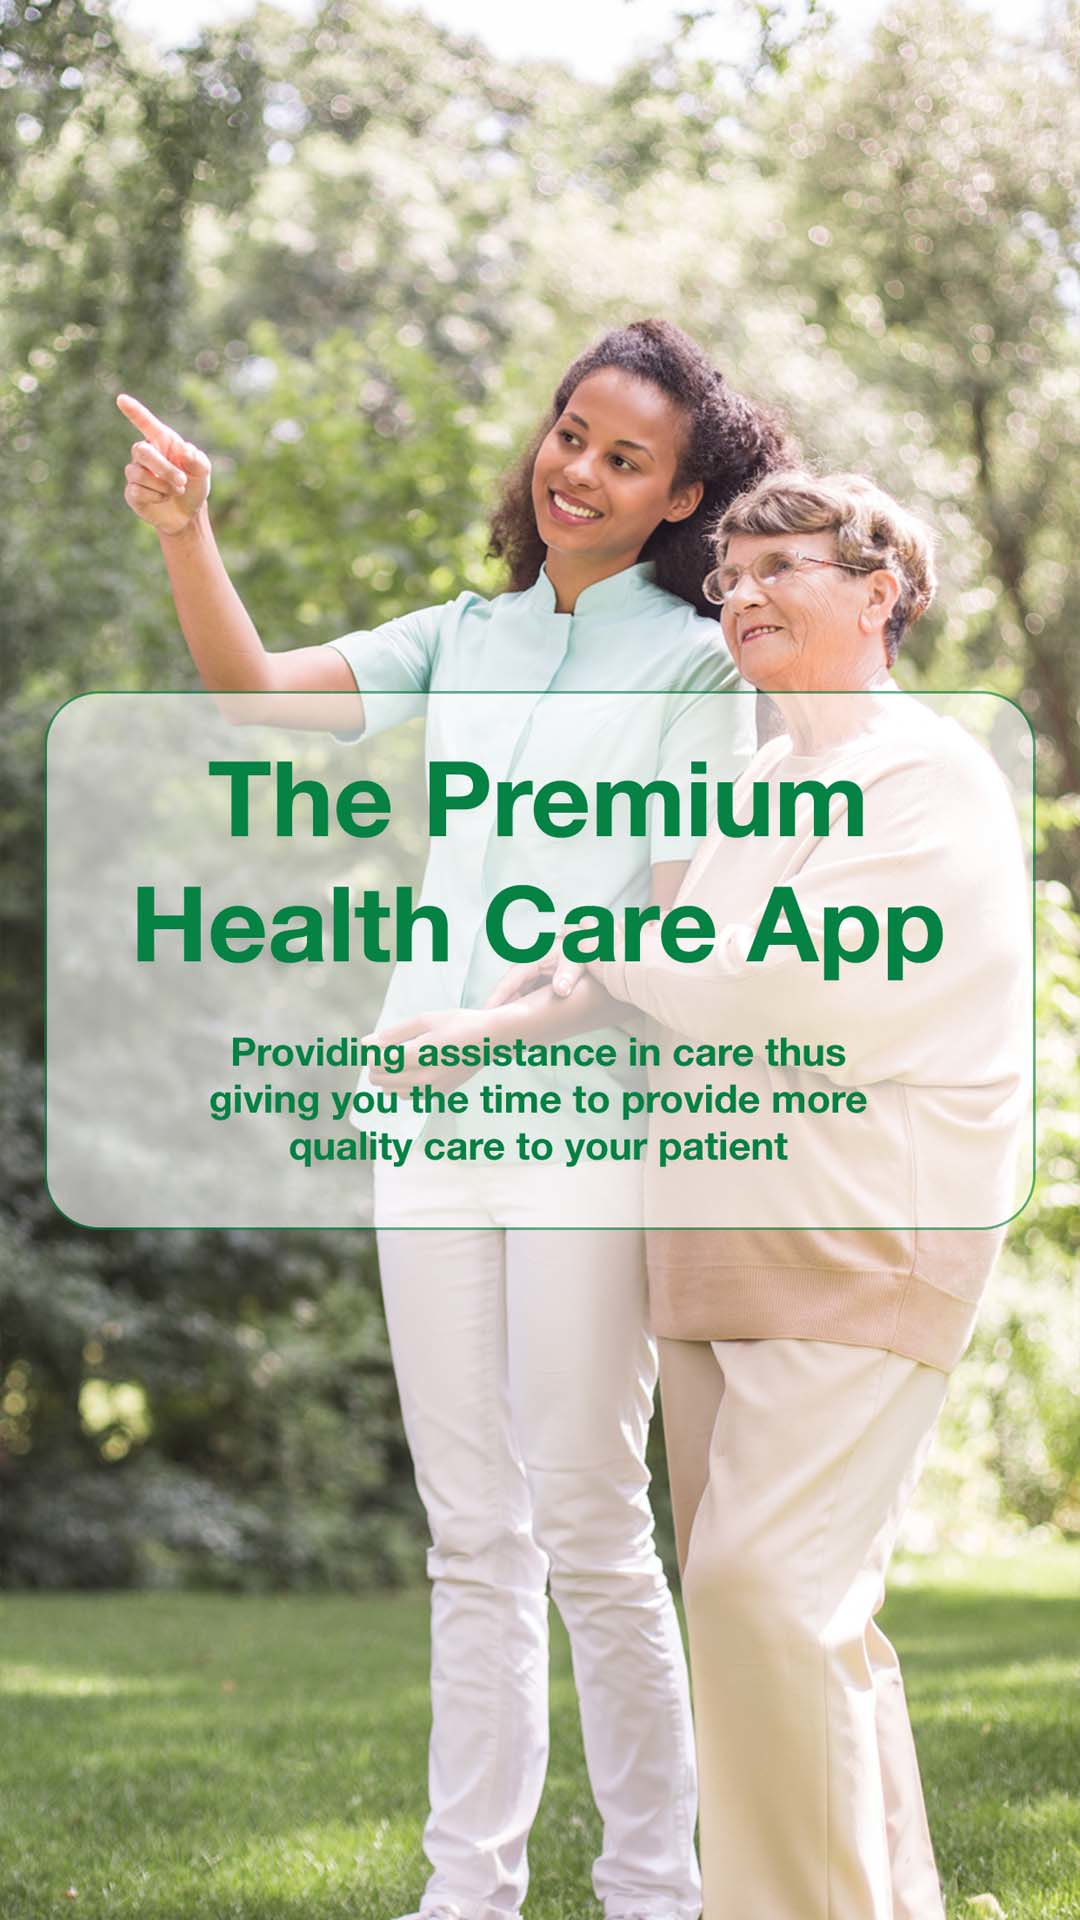 The Premium
Health Care App
Providing assistance in care thus
giving you the time to provide more
quality care to your patient